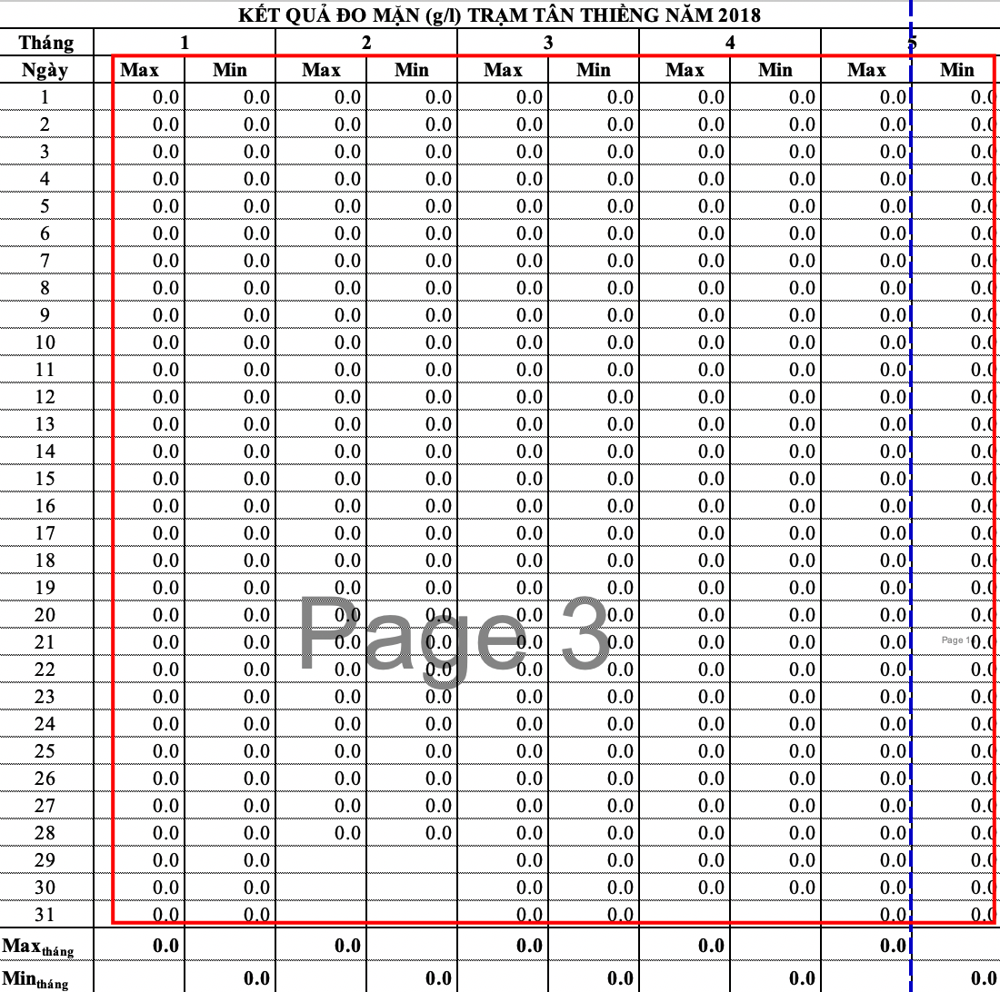 KẾT QUẢ ĐO MẶN (g/l) TRẠM TÂN THIỀNG NĂM 2018
Tháng 1 2 3 4 5
Ngày Max Min Max Min Max Min Max Min Max Min
1 0.0 0.0 0.0 0.0 0.0 0.0 0.0 0.0 0.0 0.0
2 0.0 0.0 0.0 0.0 0.0 0.0 0.0 0.0 0.0 0.0
3 0.0 0.0 0.0 0.0 0.0 0.0 0.0 0.0 0.0 0.0
4 0.0 0.0 0.0 0.0 0.0 0.0 0.0 0.0 0.0 0.0
5 0.0 0.0 0.0 0.0 0.0 0.0 0.0 0.0 0.0 0.0
6 0.0 0.0 0.0 0.0 0.0 0.0 0.0 0.0 0.0 0.0
7 0.0 0.0 0.0 0.0 0.0 0.0 0.0 0.0 0.0 0.0
8 0.0 0.0 0.0 0.0 0.0 0.0 0.0 0.0 0.0 0.0
9 0.0 0.0 0.0 0.0 0.0 0.0 0.0 0.0 0.0 0.0
10 0.0 0.0 0.0 0.0 0.0 0.0 0.0 0.0 0.0 0.0
11 0.0 0.0 0.0 0.0 0.0 0.0 0.0 0.0 0.0 0.0
12 0.0 0.0 0.0 0.0 0.0 0.0 0.0 0.0 0.0 0.0
13 0.0 0.0 0.0 0.0 0.0 0.0 0.0 0.0 0.0 0.0
14 0.0 0.0 0.0 0.0 0.0 0.0 0.0 0.0 0.0 0.0
15 0.0 0.0 0.0 0.0 0.0 0.0 0.0 0.0 0.0 0.0
16 0.0 0.0 0.0 0.0 0.0 0.0 0.0 0.0 0.0 0.0
17 0.0 0.0 0.0 0.0 0.0 0.0 0.0 0.0 0.0 0.0
18 0.0 0.0 0.0 0.0 0.0 0.0 0.0 0.0 0.0 0.0
19 0.0 0.0 0.0 0.0 0.0 0.0 0.0 0.0 0.0 0.0
20 0.0 0.0 0.0 0.0 0.0 0.0 0.0 0.0 0.0 0.0
Page 3
21 0.0 0.0 0.0 0.0 0.0 0.0 0.0 0.0 0.0 0.0
Page
22 0.0 0.0 0.0 0.0 0.0 0.0 0.0 0.0 0.0 0.0
23 0.0 0.0 0.0 0.0 0.0 0.0 0.0 0.0 0.0 0.0
24 0.0 0.0 0.0 0.0 0.0 0.0 0.0 0.0 0.0 0.0
25 0.0 0.0 0.0 0.0 0.0 0.0 0.0 0.0 0.0 0.0
26 0.0 0.0 0.0 0.0 0.0 0.0 0.0 0.0 0.0 0.0
27 0.0 0.0 0.0 0.0 0.0 0.0 0.0 0.0 0.0 0.0
28 0.0 0.0 0.0 0.0 0.0 0.0 0.0 0.0 0.0 0.0
29 0.0 0.0 0.0 0.0 0.0 0.0 0.0 0.0
30 0.0 0.0 0.0 0.0 0.0 0.0 0.0 0.0
31 0.0 0.0 0.0 0.0 0.0 0.0
Max tháng 0.0 0.0 0.0 0.0 0.0
Min tháng 0.0 0.0 0.0 0.0 0.0